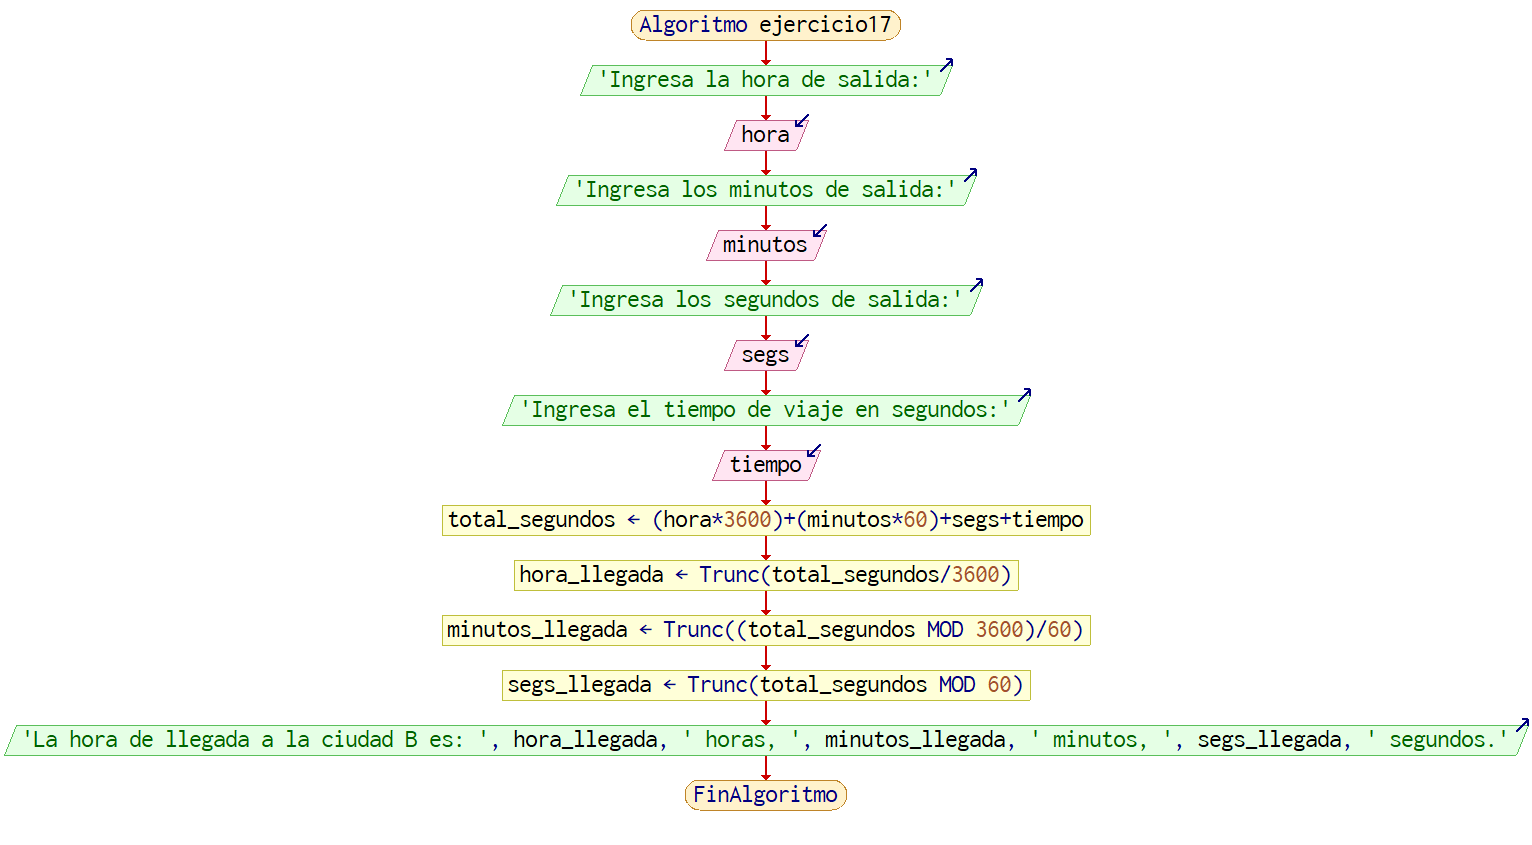 Algoritmo ejercicio17
'Ingresa la hora de salida:'
hora
'Ingresa los minutos de salida:'
minutos
'Ingresa los segundos de salida:'
segs
'Ingresa el tiempo de viaje en segundos:'
tiempo
total_segundos ← (hora*3600)+(minutos*60)+segs+tiempo
hora_llegada ← Trunc(total_segundos/3600)
minutos_llegada ← Trunc((total_segundos MOD 3600)/60)
segs_llegada ← Trunc(total_segundos MOD 60)
'La hora de llegada a la ciudad B es: ', hora_llegada, ' horas, ', minutos_llegada, ' minutos, ', segs_llegada, ' segundos.'
FinAlgoritmo